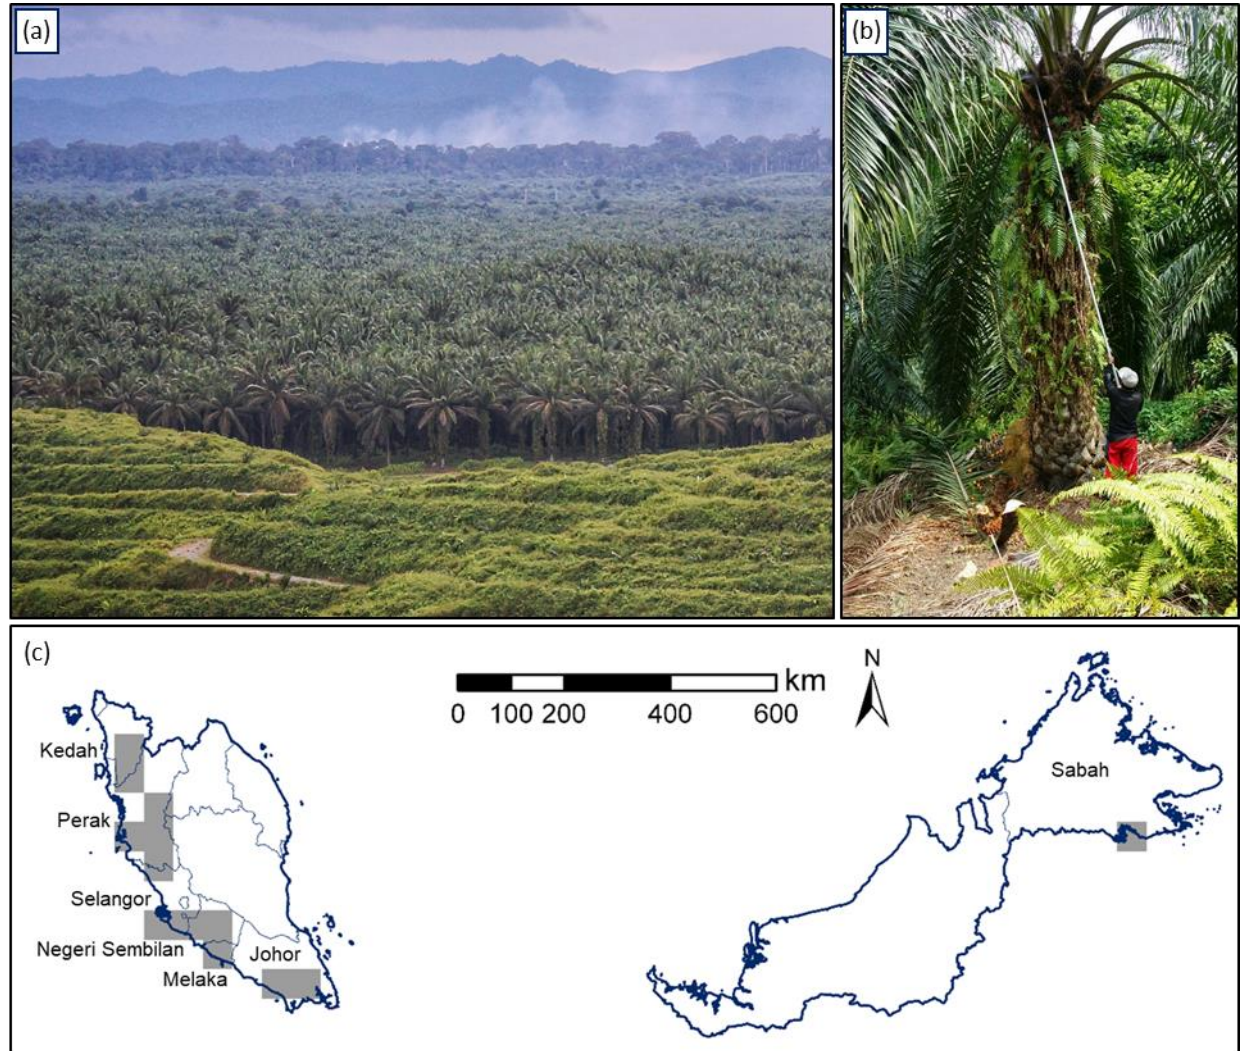 (a)
(b)
(c)
N
km
0 100 200 400 600
Kedah
Sabah
Perak
Selangor
Negeri Sembilan
Johor
Melaka